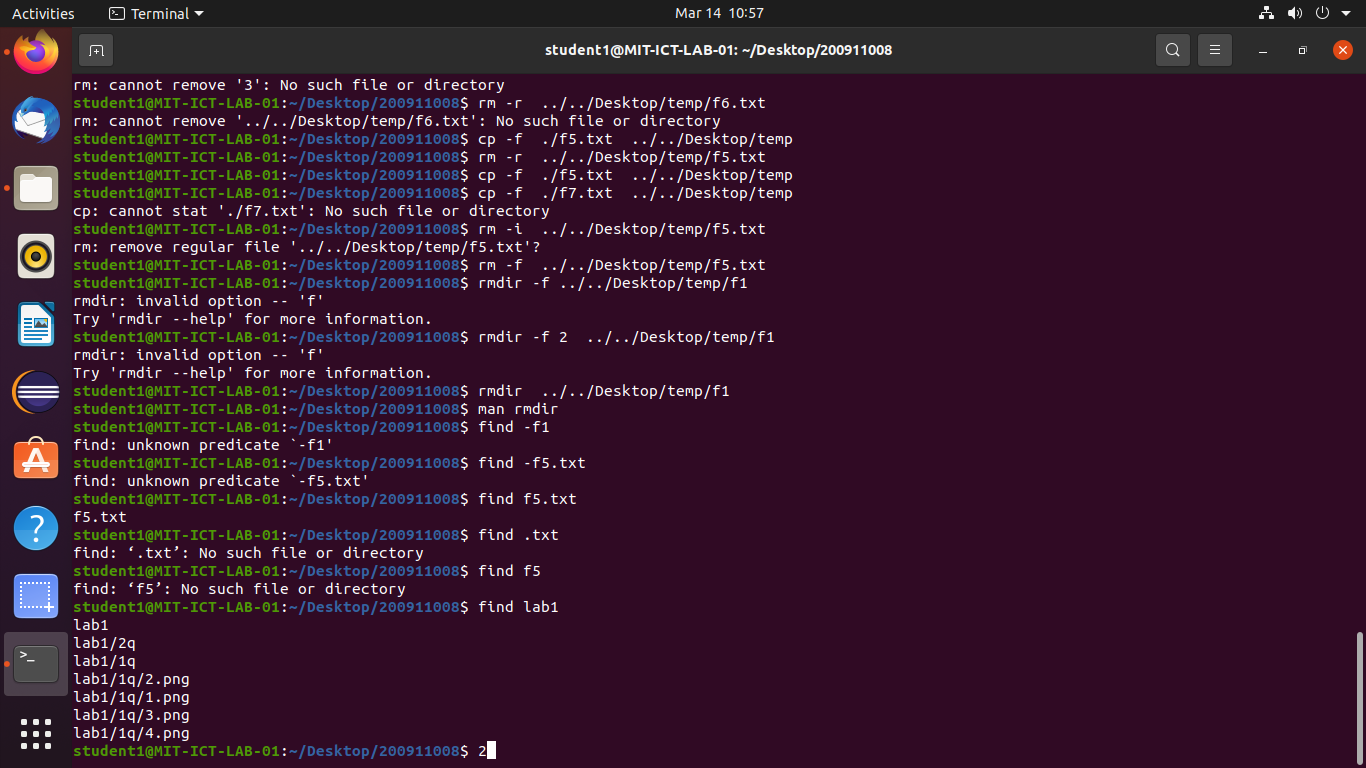 Activities
Terminal
Mar 14 10:57
student1@MIT-ICT-LAB-01: ~/Desktop/200911008
rm: cannot remove '3': No such file or directory
student1@MIT-ICT-LAB-01:~/Desktop/200911008$ rm -r  ../../Desktop/temp/f6.txt
rm: cannot remove '../../Desktop/temp/f6.txt': No such file or directory
student1@MIT-ICT-LAB-01:~/Desktop/200911008$ cp -f  ./f5.txt  ../../Desktop/temp
student1@MIT-ICT-LAB-01:~/Desktop/200911008$ rm -r  ../../Desktop/temp/f5.txt
student1@MIT-ICT-LAB-01:~/Desktop/200911008$ cp -f  ./f5.txt  ../../Desktop/temp
student1@MIT-ICT-LAB-01:~/Desktop/200911008$ cp -f  ./f7.txt  ../../Desktop/temp
cp: cannot stat './f7.txt': No such file or directory
student1@MIT-ICT-LAB-01:~/Desktop/200911008$ rm -i  ../../Desktop/temp/f5.txt
rm: remove regular file '../../Desktop/temp/f5.txt'?
student1@MIT-ICT-LAB-01:~/Desktop/200911008$ rm -f  ../../Desktop/temp/f5.txt
student1@MIT-ICT-LAB-01:~/Desktop/200911008$ rmdir -f ../../Desktop/temp/f1
rmdir: invalid option -- 'f'
Try 'rmdir --help' for more information.
student1@MIT-ICT-LAB-01:~/Desktop/200911008$ rmdir -f 2  ../../Desktop/temp/f1
rmdir: invalid option -- 'f'
Try 'rmdir --help' for more information.
student1@MIT-ICT-LAB-01:~/Desktop/200911008$ rmdir  ../../Desktop/temp/f1
student1@MIT-ICT-LAB-01:~/Desktop/200911008$ man rmdir
student1@MIT-ICT-LAB-01:~/Desktop/200911008$ find -f1
find: unknown predicate `-f1'
student1@MIT-ICT-LAB-01:~/Desktop/200911008$ find -f5.txt
find: unknown predicate `-f5.txt'
student1@MIT-ICT-LAB-01:~/Desktop/200911008$ find f5.txt
f5.txt
student1@MIT-ICT-LAB-01:~/Desktop/200911008$ find .txt
find: ‘.txt’: No such file or directory
student1@MIT-ICT-LAB-01:~/Desktop/200911008$ find f5
find: ‘f5’: No such file or directory
student1@MIT-ICT-LAB-01:~/Desktop/200911008$ find lab1
lab1
lab1/2q
lab1/1q
lab1/1q/2.png
lab1/1q/1.png
lab1/1q/3.png
lab1/1q/4.png
student1@MIT-ICT-LAB-01:~/Desktop/200911008$ 2